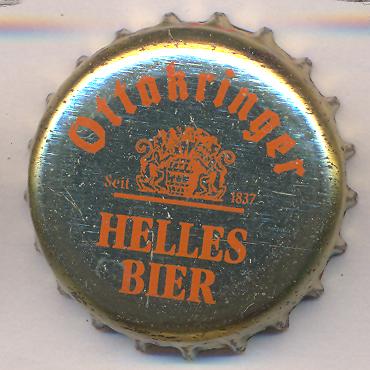 Ottakringer
Seit 1837
HELLES
BIER